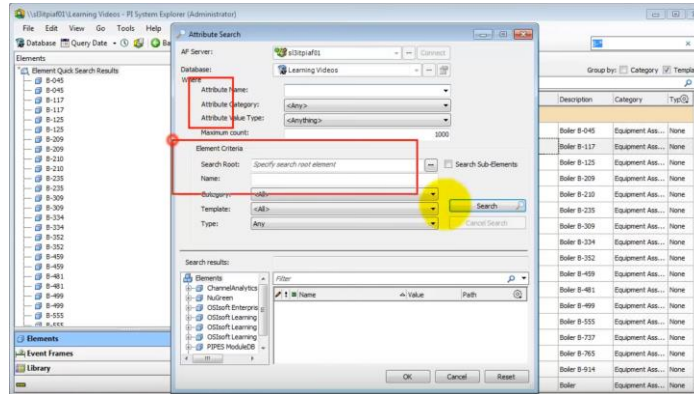 \\sl3itpiaf01\Learning Videos - PI System Explorer (Administrator)
File Edit View Go Tools Help
Database Query Date
Elements
Element Quick Search Results
B-045
B-045
B-117
B-117
B-125
B-125
B-209
B-209
B-210
B-210
B-235
B-235
B-309
B-309
B-334
B-334
B-352
B-352
B-459
B-459
B-481
B-481
B-499
B-499
B-555
B-555
Elements
Event Frames
Library
Attribute Search
AF Server: sl3itpiaf01 Connect
Database: Learning Videos
Where
Attribute Name:
Attribute Category: <Any>
Attribute Value Type: <Anything>
Maximum count: 1000
Element Criteria
Search Root: Specify search root element ... Search Sub-Elements
Name:
Category: <All>
Template: <All> Search
Type: Any Cancel Search
Search results:
Elements
ChannelAnalytics
NuGreen
OSIsoft Enterpris
OSIsoft Learning
OSIsoft Learning
OSIsoft Learning
PIPES ModuleDB
Filter
Name Value Path
OK Cancel Reset
Group by: Category Templa
Description Category Typ
Boiler B-045 Equipment Ass... None
Boiler B-117 Equipment Ass... None
Boiler B-125 Equipment Ass... None
Boiler B-209 Equipment Ass... None
Boiler B-210 Equipment Ass... None
Boiler B-235 Equipment Ass... None
Boiler B-309 Equipment Ass... None
Boiler B-334 Equipment Ass... None
Boiler B-352 Equipment Ass... None
Boiler B-459 Equipment Ass... None
Boiler B-481 Equipment Ass... None
Boiler B-499 Equipment Ass... None
Boiler B-555 Equipment Ass... None
Boiler B-737 Equipment Ass... None
Boiler B-765 Equipment Ass... None
Boiler B-914 Equipment Ass... None
Boiler Equipment Ass... None